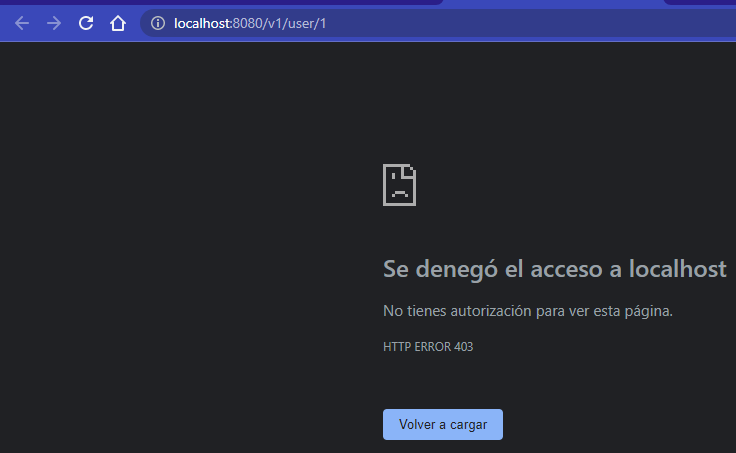 localhost:8080/v1/user/1
Se denegó el acceso a localhost
No tienes autorización para ver esta página.
HTTP ERROR 403
Volver a cargar